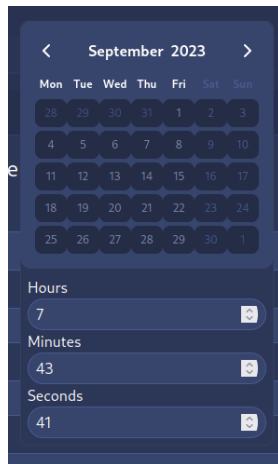 September 2023
Mon Tue Wed Thu Fri Sat Sun
28 29 30 31 1 2 3
4 5 6 7 8 9 10
e
11 12 13 14 15 16 17
18 19 20 21 22 23 24
25 26 27 28 29 30 1
Hours
7
Minutes
43
Seconds
41